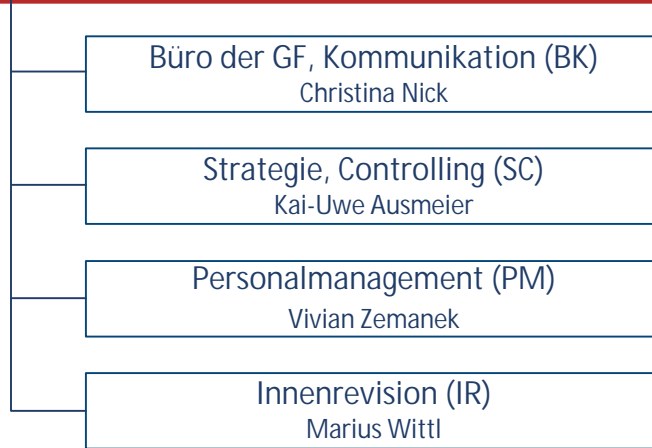 Büro der GF, Kommunikation (BK)
Christina Nick
Strategie, Controlling (SC)
Kai-Uwe Ausmeier
Personalmanagement (PM)
Vivian Zemanek
Innenrevision (IR)
Marius Wittl